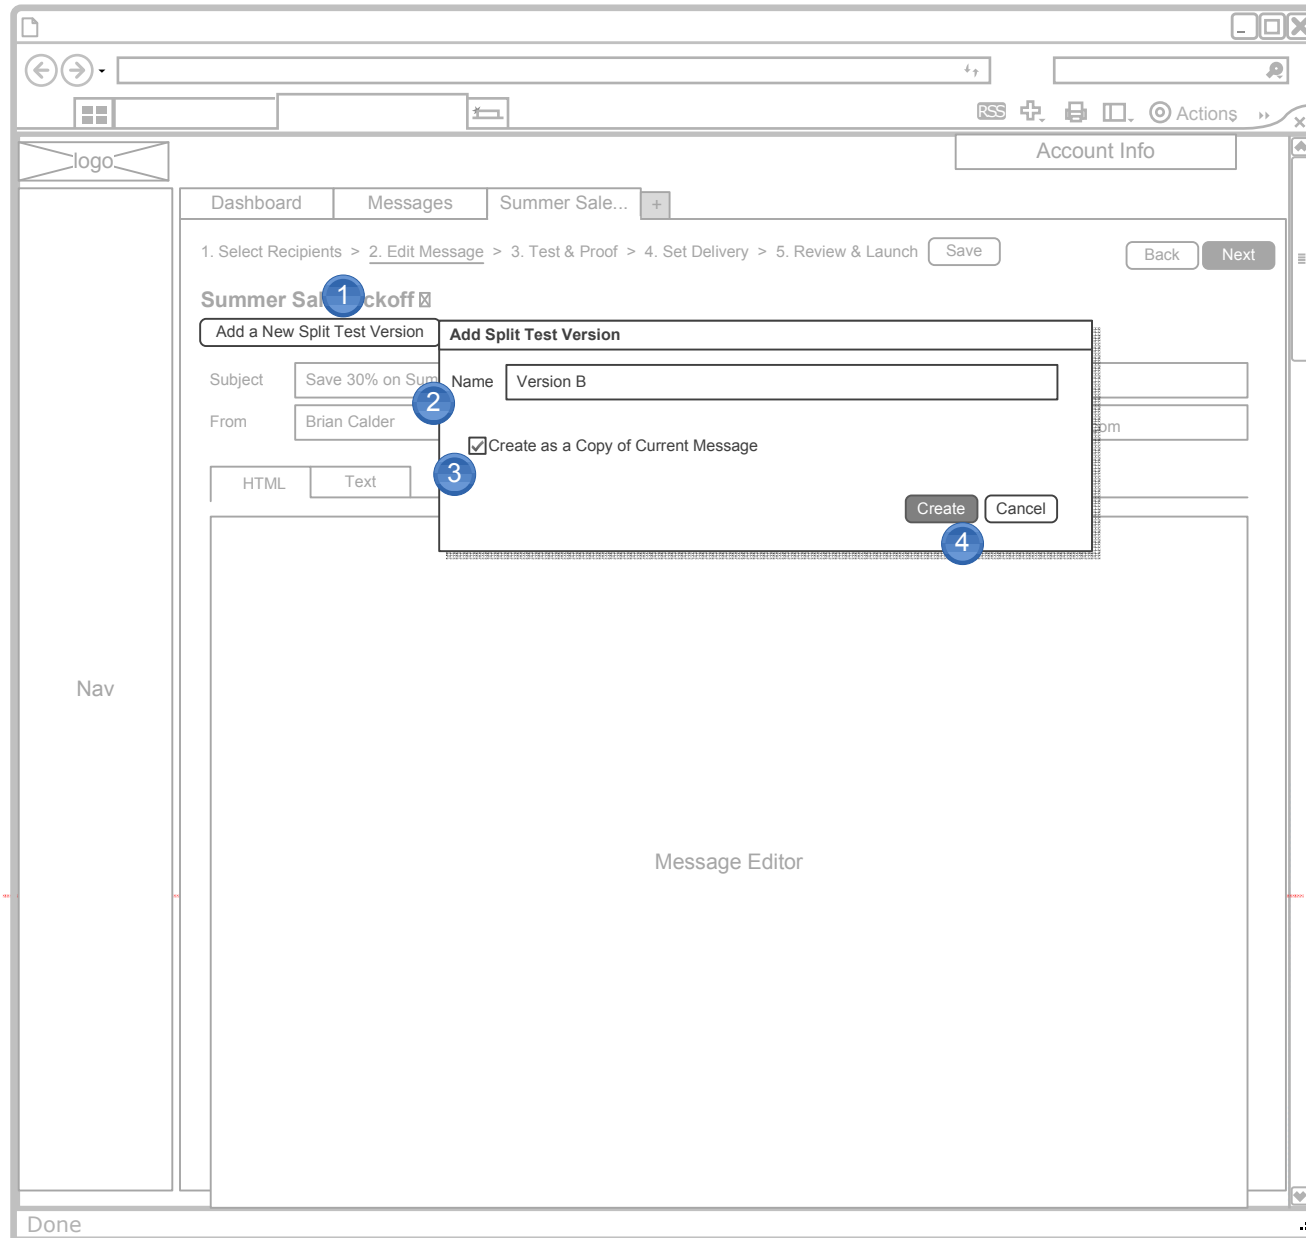 RSS Actions
logo
Account Info
Dashboard Messages Summer Sale... +
1. Select Recipients > 2. Edit Message > 3. Test & Proof > 4. Set Delivery > 5. Review & Launch Save Back Next
Summer Sal 1 ckoff
Add a New Split Test Version
Add Split Test Version
Subject Save 30% on Sum
Name Version B
2
From Brian Calder
om
Create as a Copy of Current Message
3
HTML Text
Create Cancel
4
Nav
Message Editor
Done